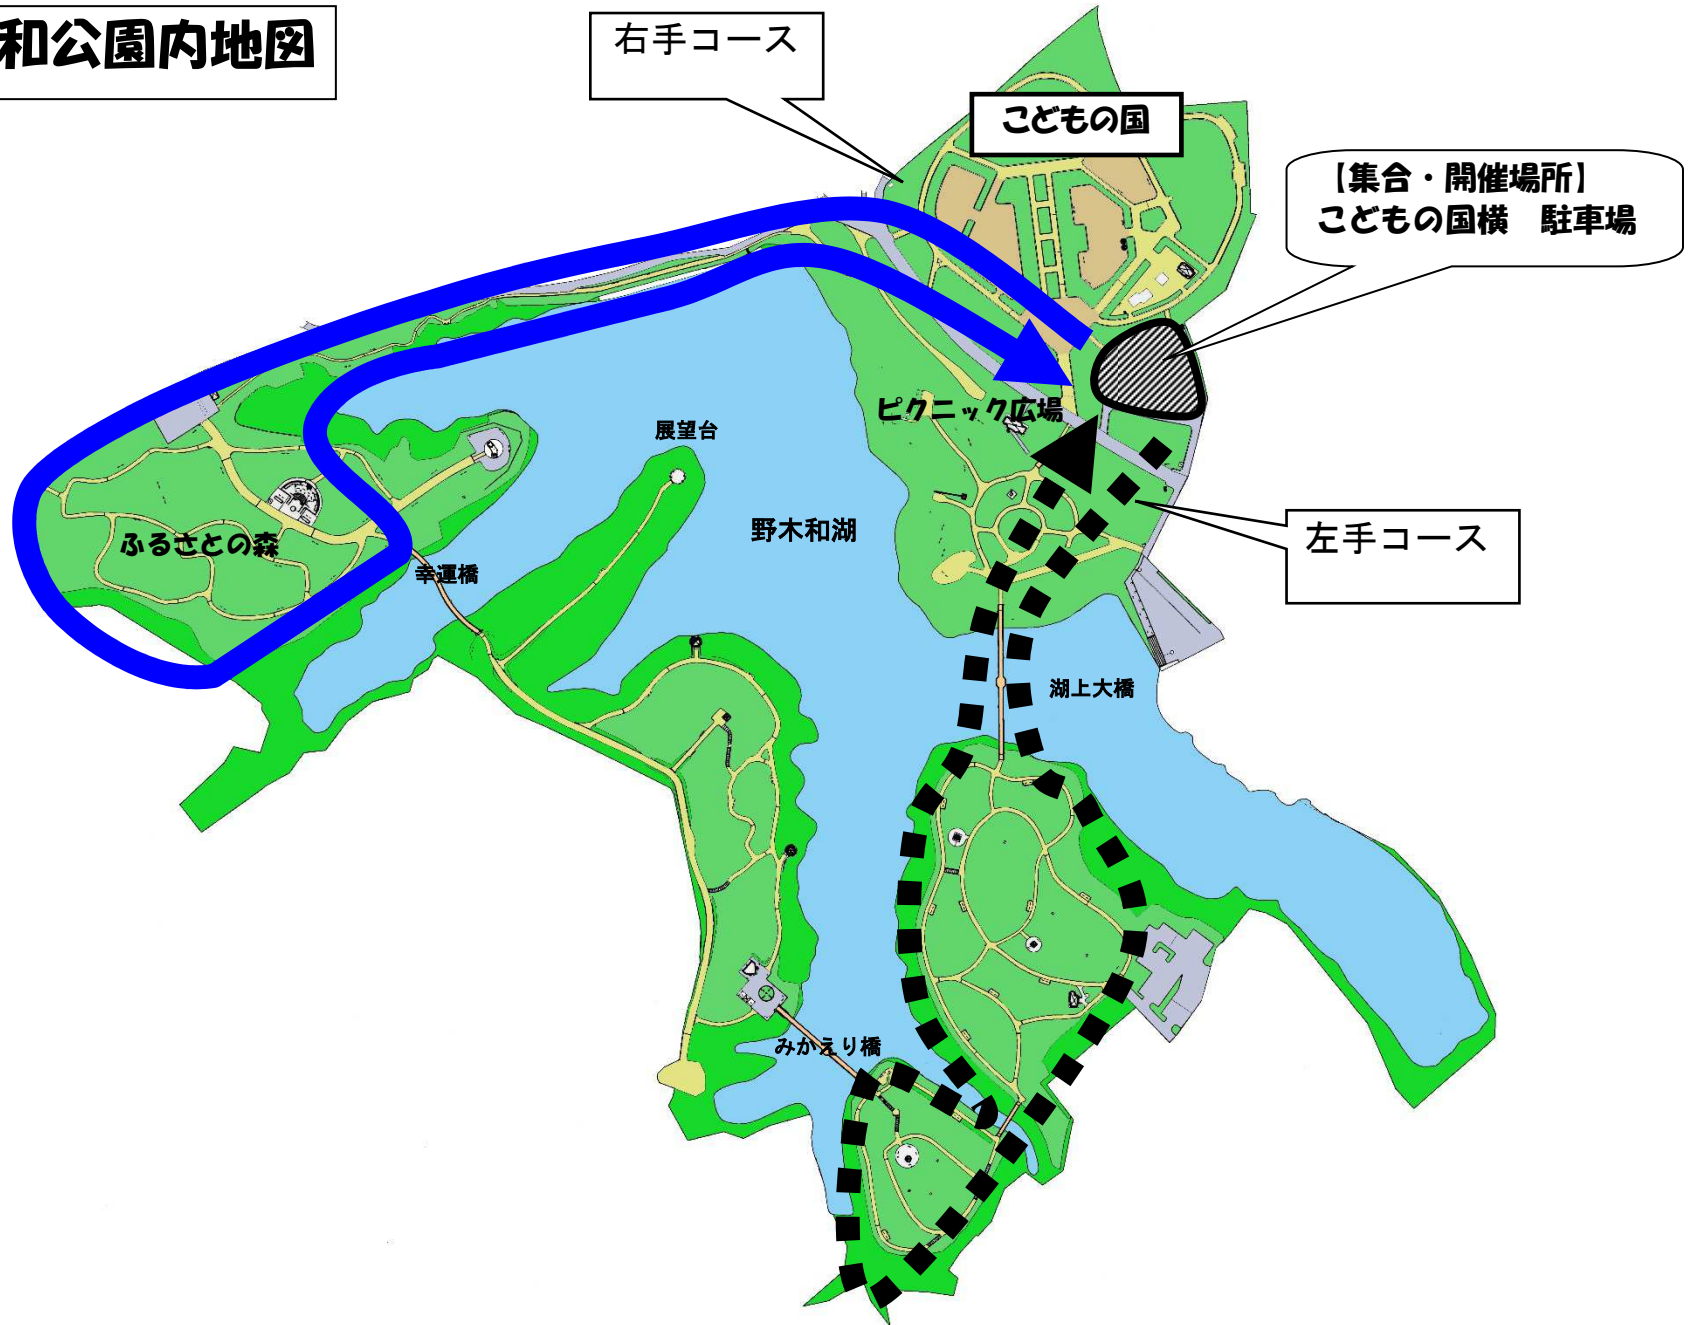 和公園内地図
右手コース
こどもの国
【集合・開催場所】
こどもの国横　駐車場
ピクニック広場
展望台
野木和湖
左手コース
ふるさとの森
幸運橋
湖上大橋
みかえり橋